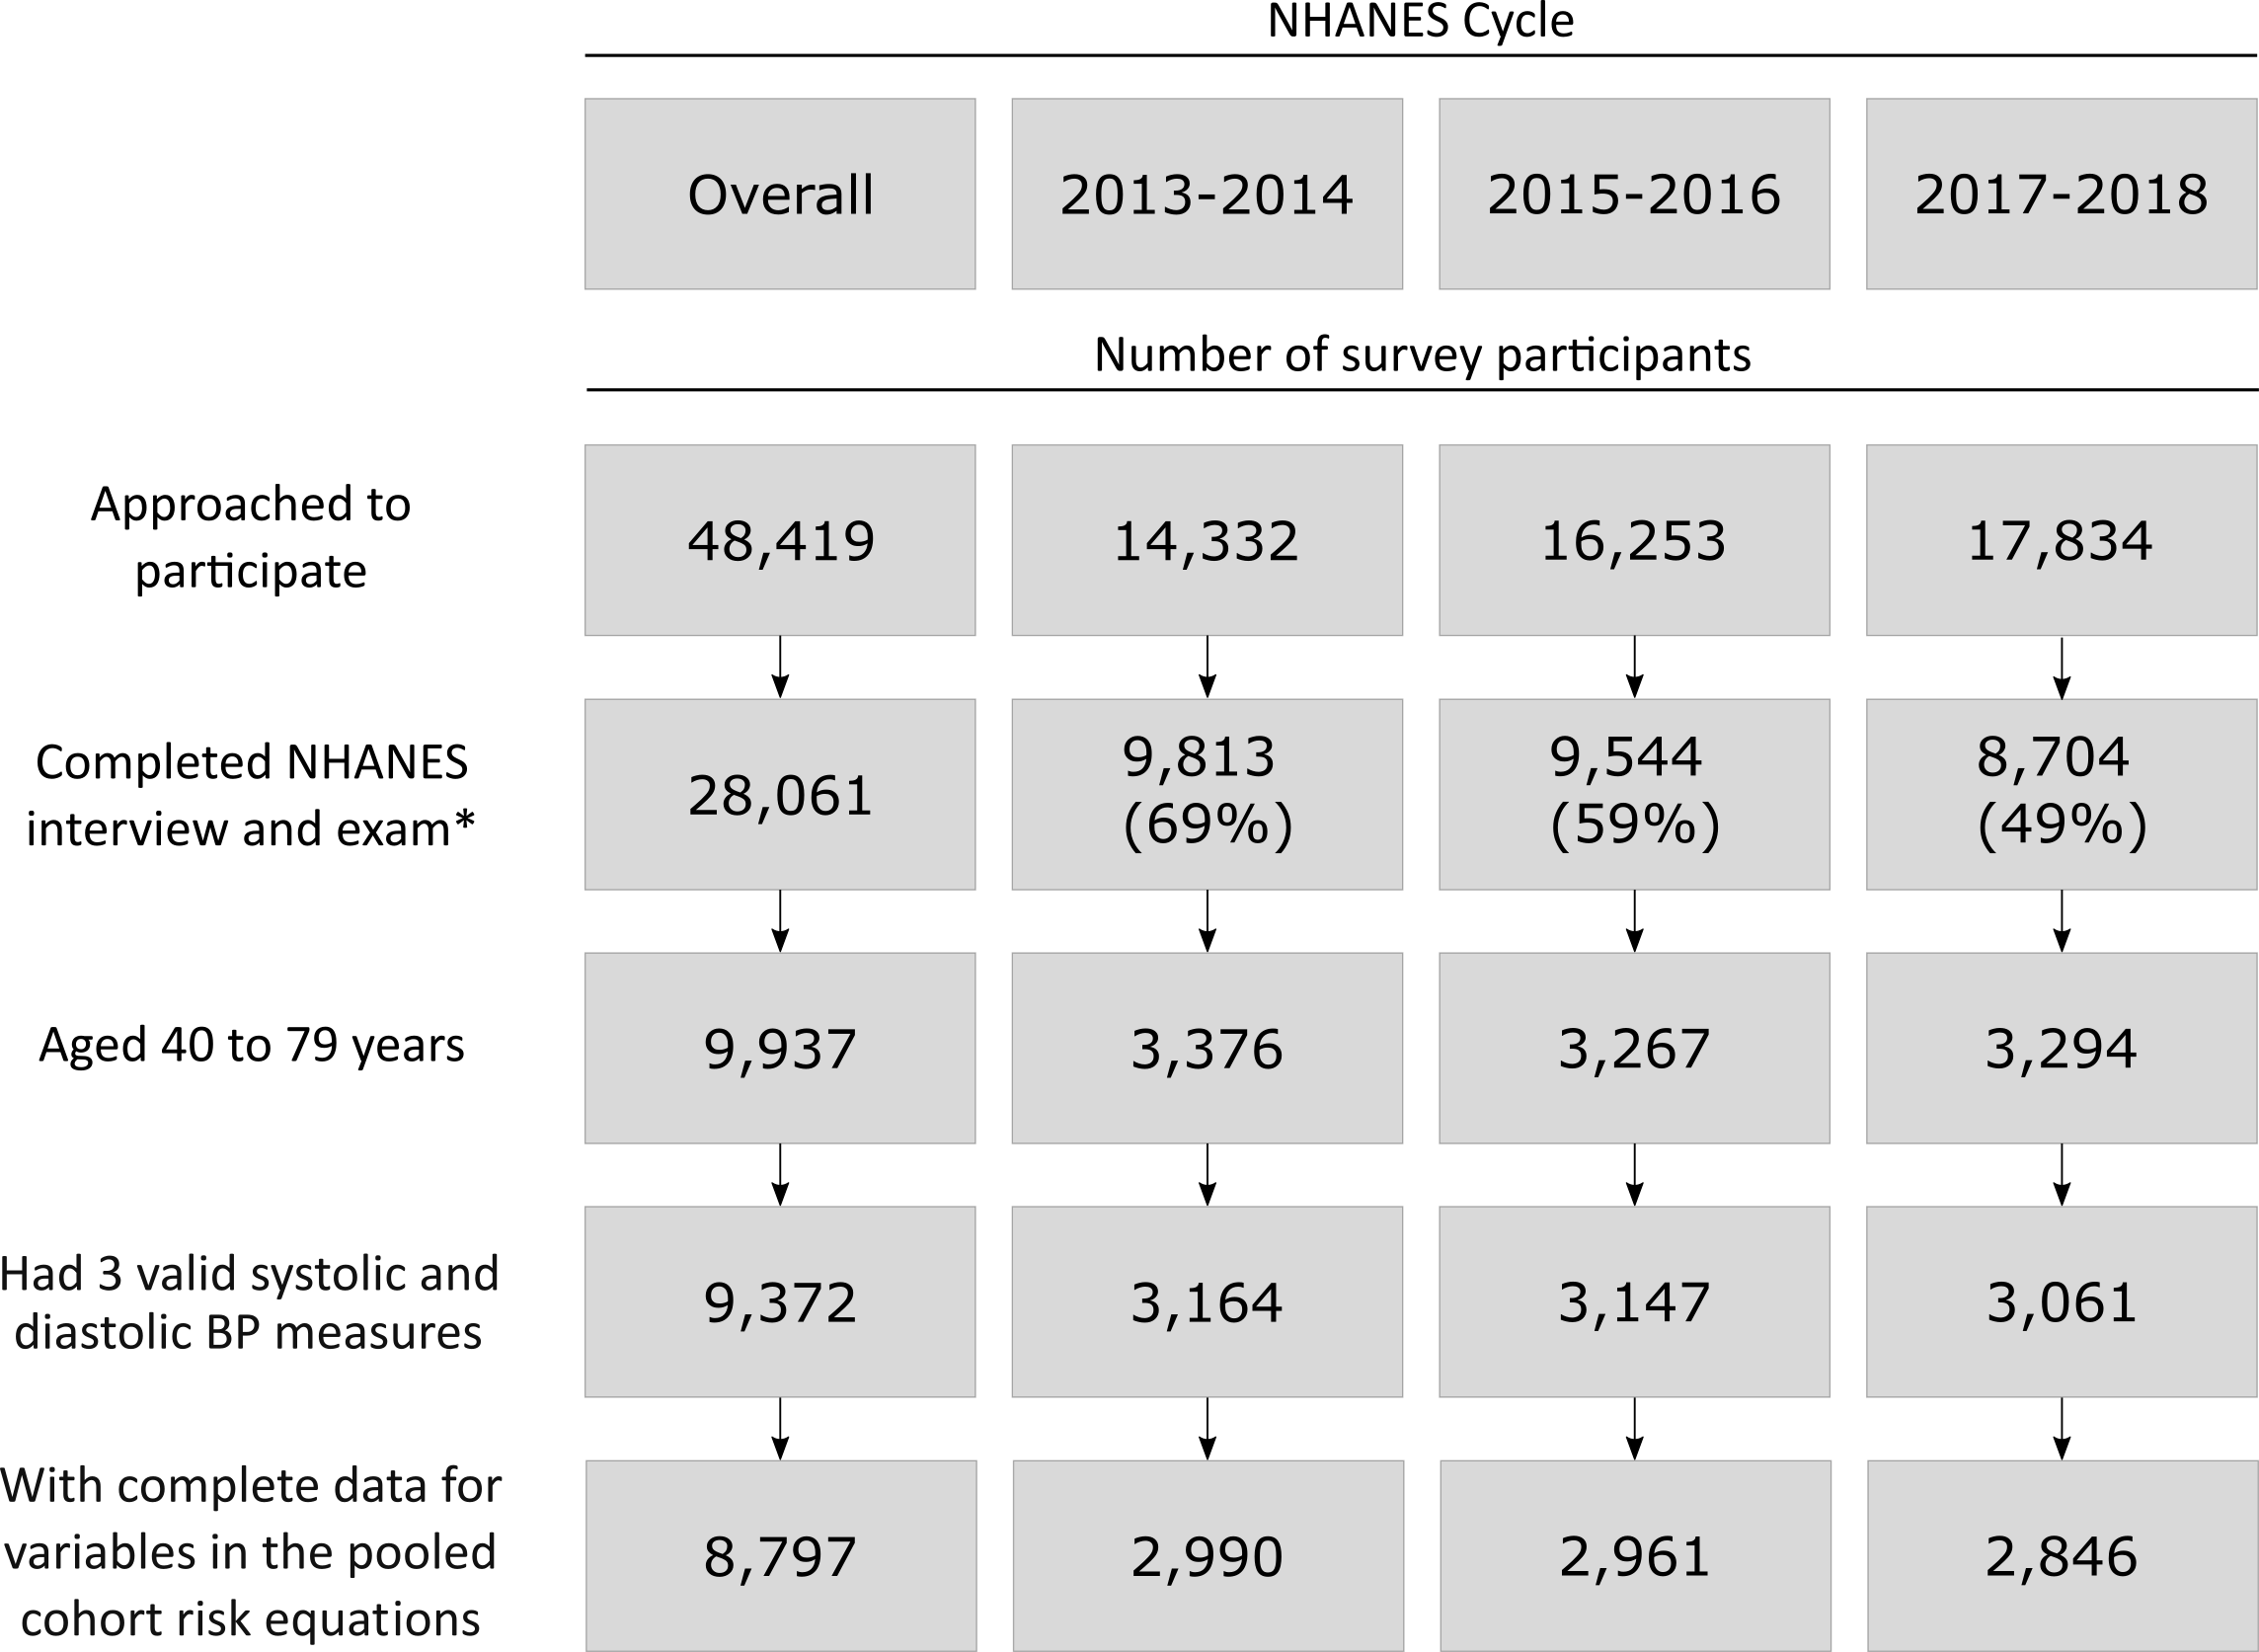 NHANES Cycle
Overall
2013-2014
2015-2016
2017-2018
Number of survey participants
Approached to
participate
48,419
14,332
16,253
17,834
Completed NHANES
interview and exam*
28,061
9,813
(69%)
9,544
(59%)
8,704
(49%)
Aged 40 to 79 years
9,937
3,376
3,267
3,294
Had 3 valid systolic and
diastolic BP measures
9,372
3,164
3,147
3,061
With complete data for
variables in the pooled
cohort risk equations
8,797
2,990
2,961
2,846